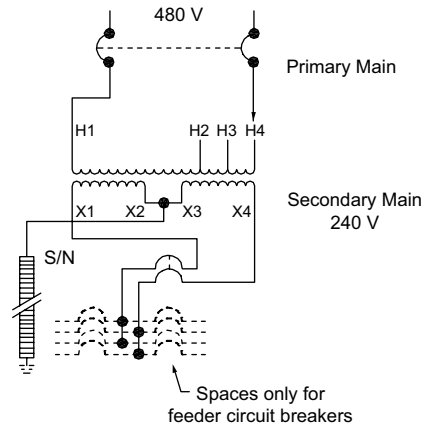 480 V
Primary Main
H1
H2
H3
H4
X1
X2
X3
X4
Secondary Main
240 V
S/N
Spaces only for
feeder circuit breakers